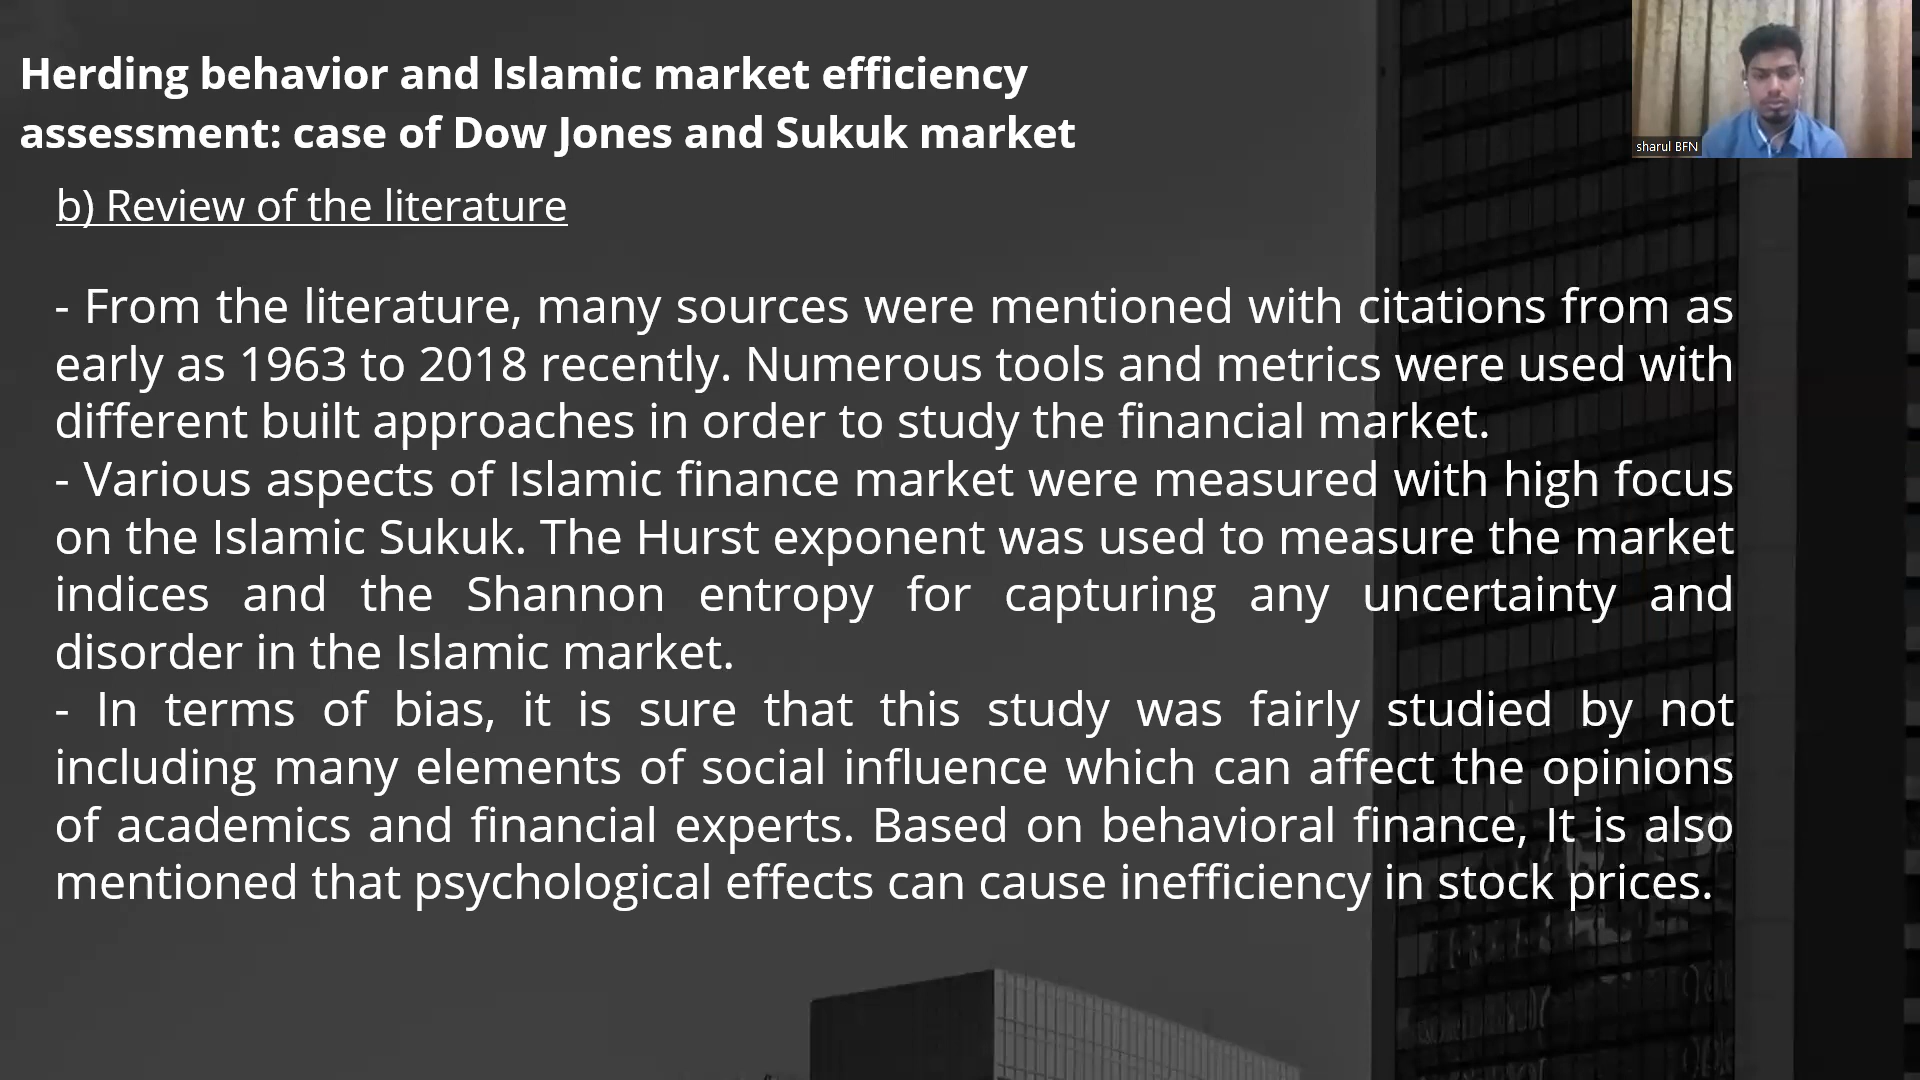 Herding behavior and Islamic market efficiency
assessment: case of Dow Jones and Sukuk market
sharul BFN
b) Review of the literature
- From the literature, many sources were mentioned with citations from as
early as 1963 to 2018 recently. Numerous tools and metrics were used with
different built approaches in order to study the financial market.
- Various aspects of Islamic finance market were measured with high focus
on the Islamic Sukuk. The Hurst exponent was used to measure the market
indices and the Shannon entropy for capturing any uncertainty and
disorder in the Islamic market.
- In terms of bias, it is sure that this study was fairly studied by not
including many elements of social influence which can affect the opinions
of academics and financial experts. Based on behavioral finance, It is also
mentioned that psychological effects can cause inefficiency in stock prices.